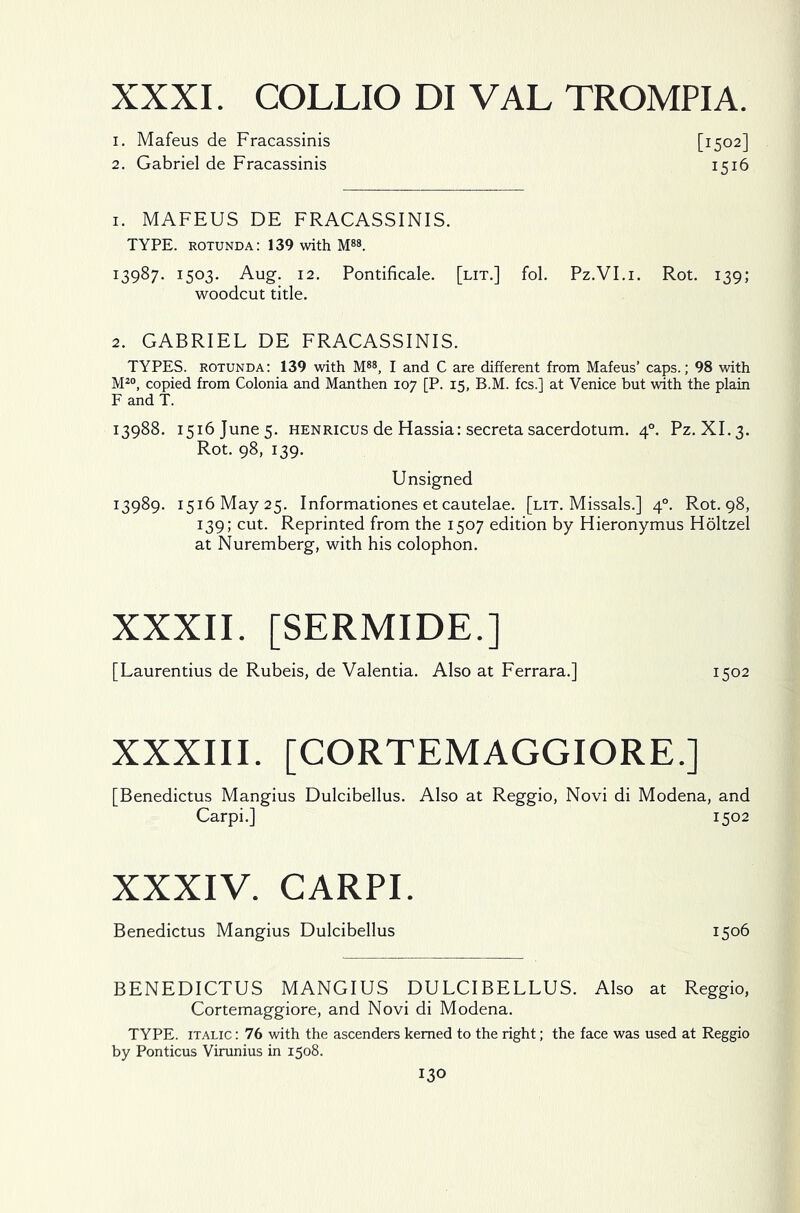 XXXI. COLLIO DI VAL TROMPIA.
1. Mafeus de Fracassinis [1502]
2. Gabriel de Fracassinis 1516
1. MAFEUS DE FRACASSINIS.
TYPE. ROTUNDA: 139 with M⁸⁸.
13987. 1503. Aug. 12. Pontificale. [LIT.] fol. Pz.VI.1. Rot. 139;
woodcut title.
2. GABRIEL DE FRACASSINIS.
TYPES. ROTUNDA: 139 with M⁸⁸, I and C are different from Mafeus' caps.; 98 with
M²⁰, copied from Colonia and Manthen 107 [P. 15, B.M. fcs.] at Venice but with the plain
F and T.
13988. 1516 June 5. HENRICUS de Hassia: secreta sacerdotum. 4°. Pz. XI. 3.
Rot. 98, 139.
Unsigned
13989. 1516 May 25. Informationes et cautelae. [LIT. Missals.] 4°. Rot. 98,
139; cut. Reprinted from the 1507 edition by Hieronymus Höltzel
at Nuremberg, with his colophon.
XXXII. [SERMIDE.]
[Laurentius de Rubeis, de Valentia. Also at Ferrara.] 1502
XXXIII. [CORTEMAGGIORE.]
[Benedictus Mangius Dulcibellus. Also at Reggio, Novi di Modena, and
Carpi.] 1502
XXXIV. CARPI.
Benedictus Mangius Dulcibellus 1506
BENEDICTUS MANGIUS DULCIBELLUS. Also at Reggio,
Cortemaggiore, and Novi di Modena.
TYPE. ITALIC: 76 with the ascenders kerned to the right; the face was used at Reggio
by Ponticus Virunius in 1508.
130